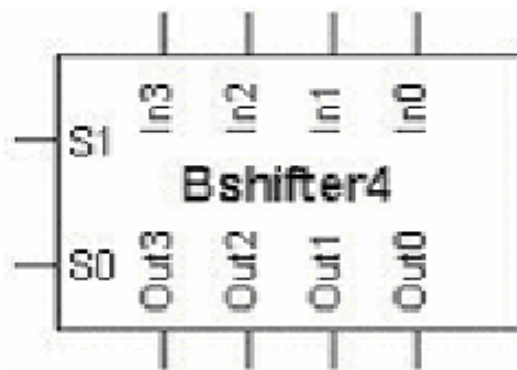 In3 In2 In1 In0
S1
Bshifter4
S0
Out3 Out2 Out1 Out0